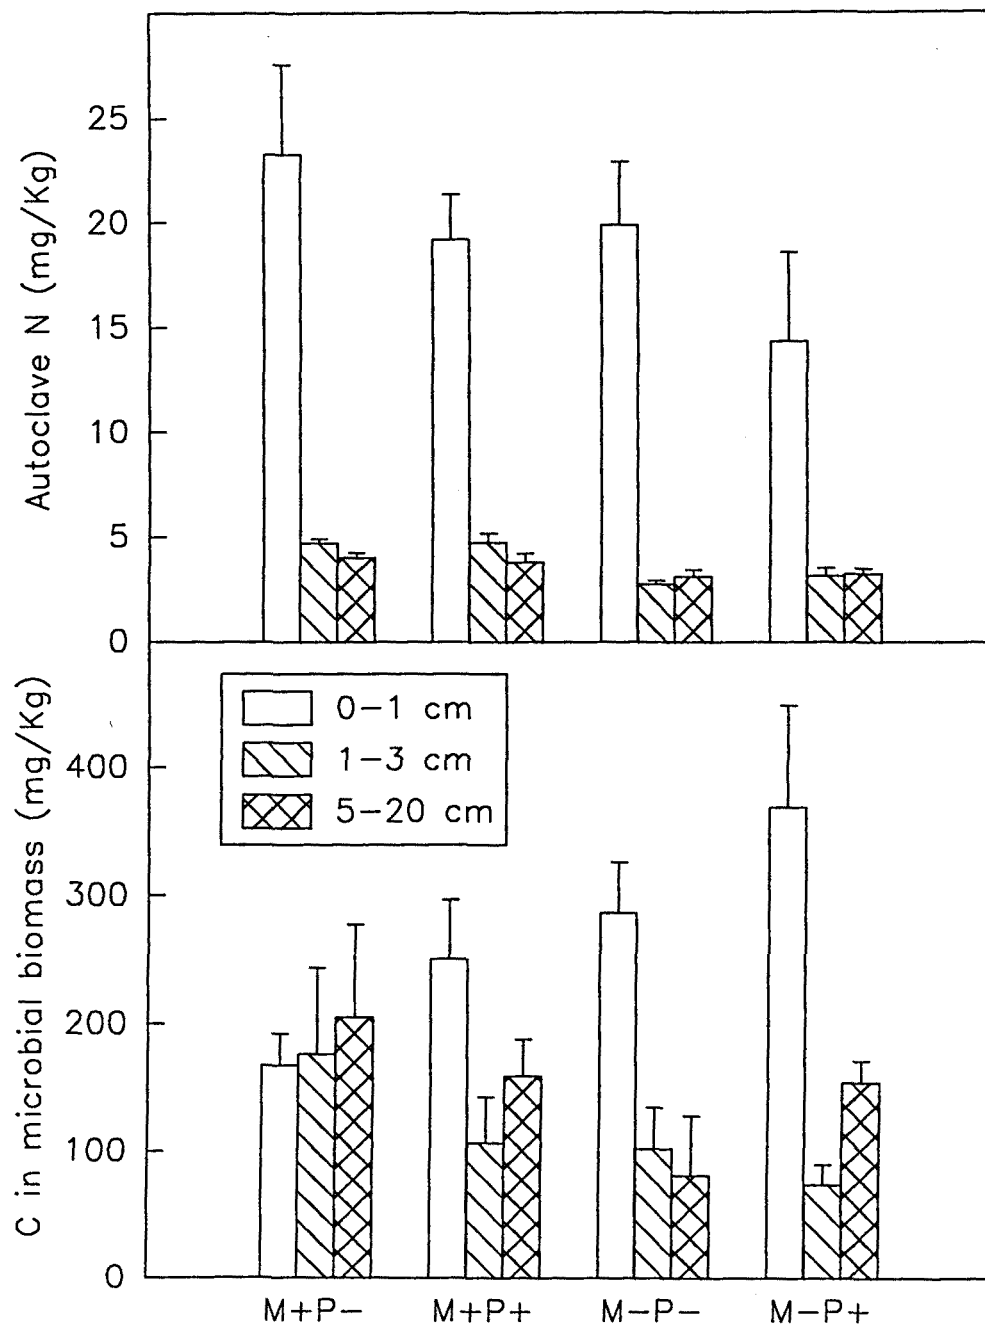 Autoclave N (mg/Kg)
25
20
15
10
5
0
C in microbial biomass (mg/Kg)
400
300
200
100
0
0-1 cm
1-3 cm
5-20 cm
M+P- M+P+ M-P- M-P+